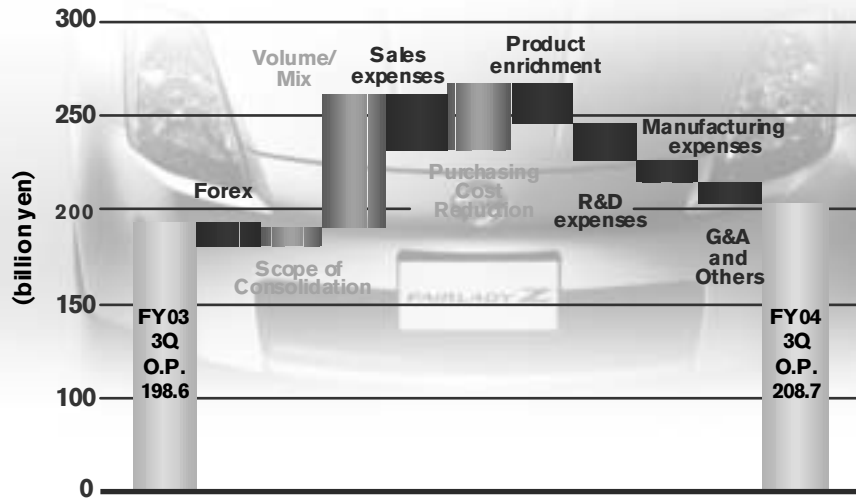 300
250
200
150
100
0
(billion yen)
Volume/
Mix
Sales
expenses
Product
enrichment
Forex
Scope of
Consolidation
Purchasing
Cost
Reduction
Manufacturing
expenses
R&D
expenses
G&A
and
Others
FY03
3Q
O.P.
198.6
FY04
3Q
O.P.
208.7
FAIRLADY Z